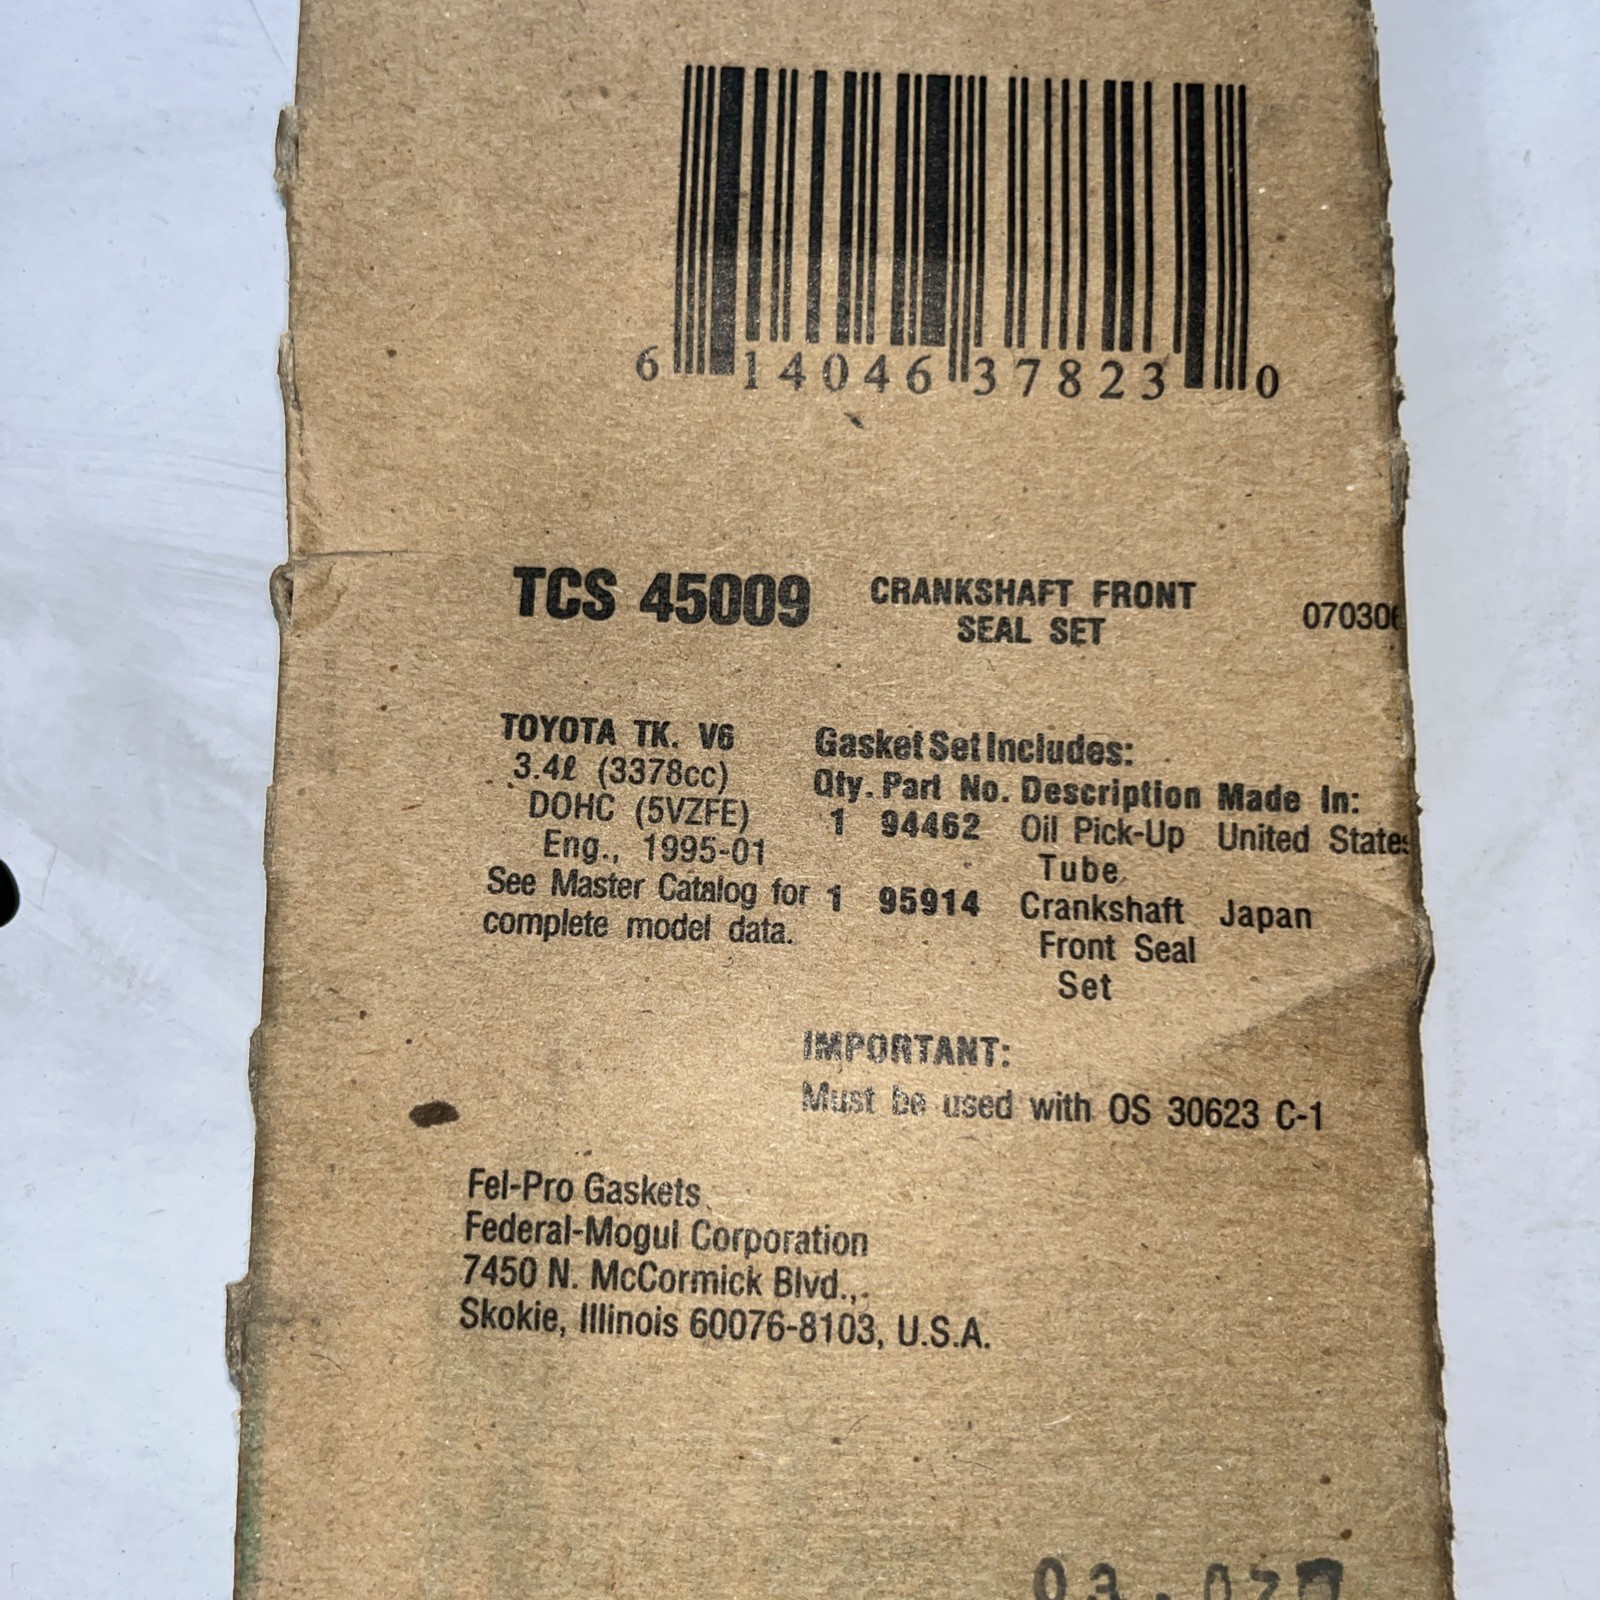 6 14046 37823 0
TCS 45009 CRANKSHAFT FRONT
SEAL SET
TOYOTA TK. V6
3.4ℓ (3378cc)
DOHC (5VZFE)
Eng., 1995-01
See Master Catalog for
complete model data.
Gasket Set Includes:
Qty. Part No. Description Made In:
1 94462 Oil Pick-Up United States
Tube
1 95914 Crankshaft Japan
Front Seal
Set
IMPORTANT:
Must be used with OS 30623 C-1
Fel-Pro Gaskets
Federal-Mogul Corporation
7450 N. McCormick Blvd.,
Skokie, Illinois 60076-8103, U.S.A.